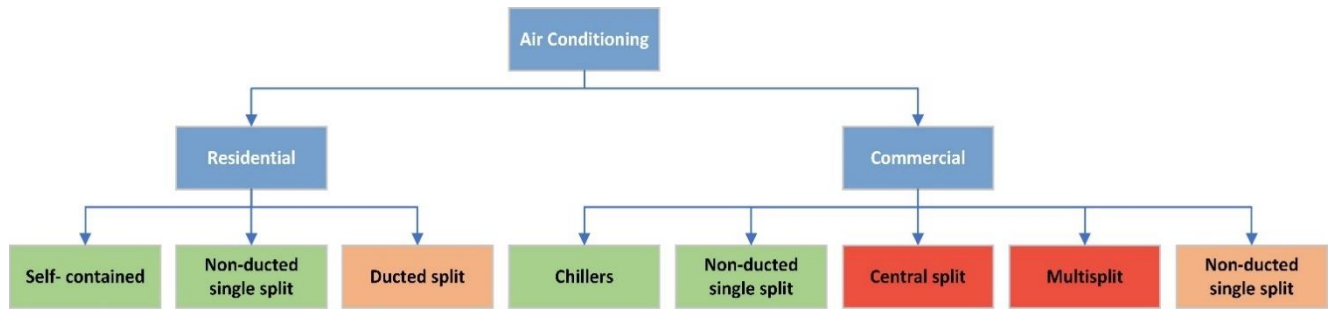 Air Conditioning
Residential
Commercial
Self- contained
Non-ducted
single split
Ducted split
Chillers
Non-ducted
single split
Central split
Multisplit
Non-ducted
single split